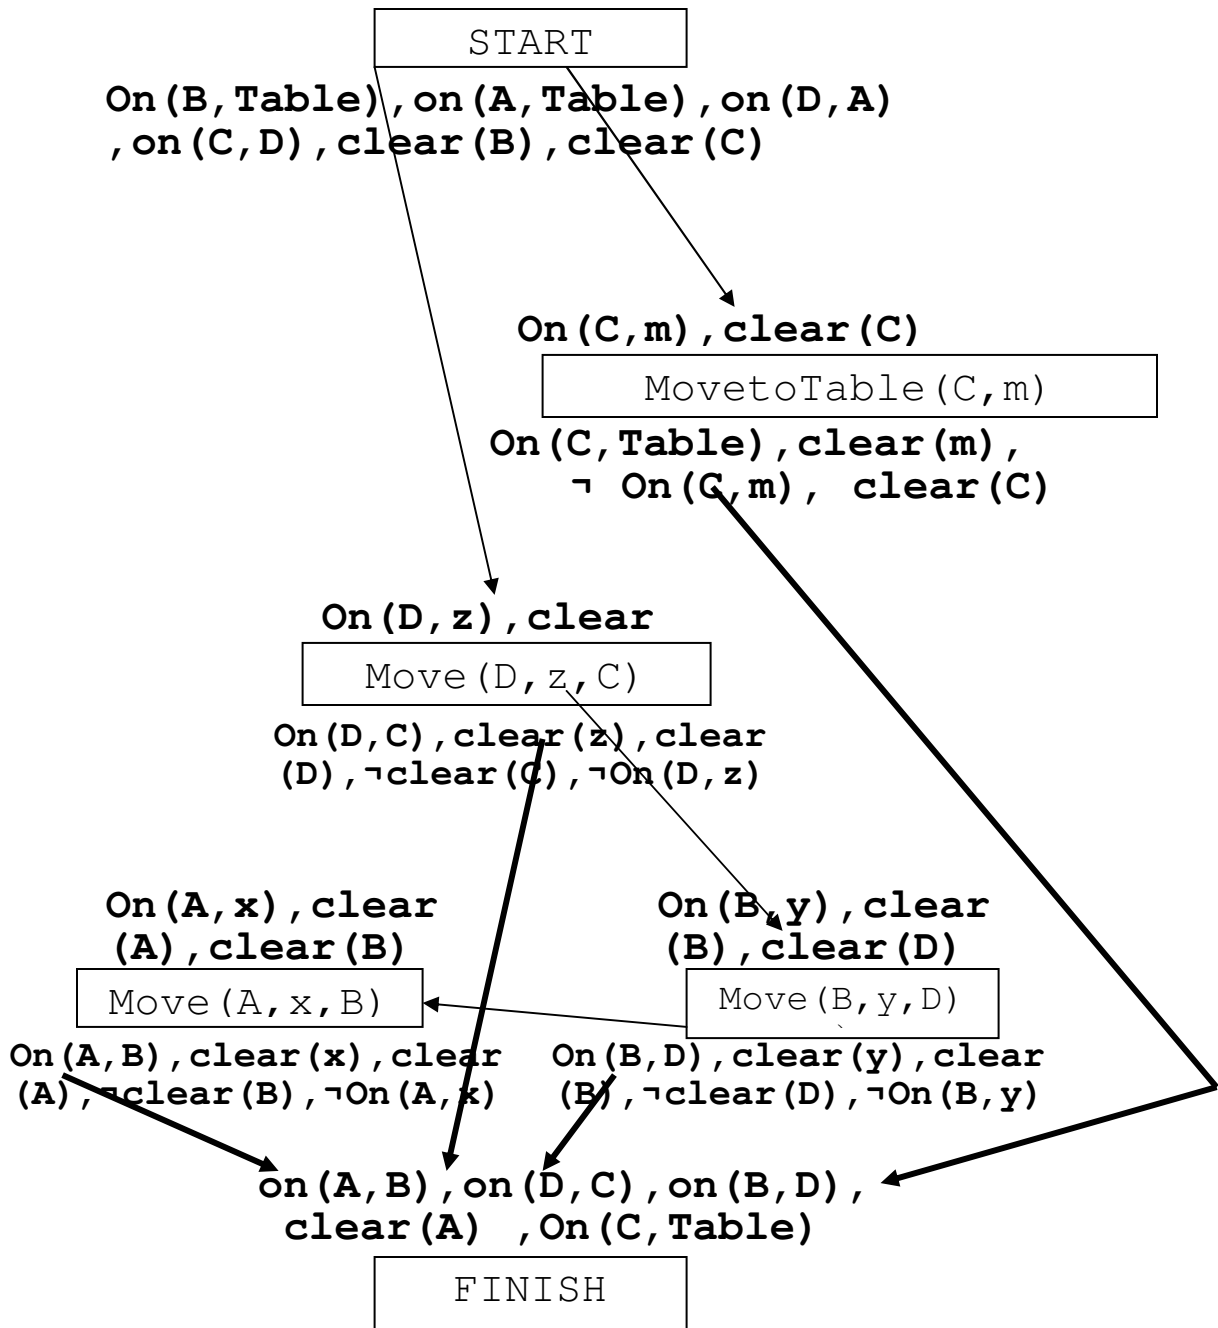 START
On(B,Table),on(A,Table),on(D,A)
,on(C,D),clear(B),clear(C)
On(C,m),clear(C)
MovetoTable(C,m)
On(C,Table),clear(m),
¬ On(C,m), clear(C)
On(D,z),clear
Move(D,z,C)
On(D,C),clear(z),clear
(D),¬clear(C),¬On(D,z)
On(A,x),clear
(A),clear(B)
Move(A,x,B)
On(A,B),clear(x),clear
(A),¬clear(B),¬On(A,x)
On(B,y),clear
(B),clear(D)
Move(B,y,D)
`
On(B,D),clear(y),clear
(B),¬clear(D),¬On(B,y)
on(A,B),on(D,C),on(B,D),
clear(A) ,On(C,Table)
FINISH